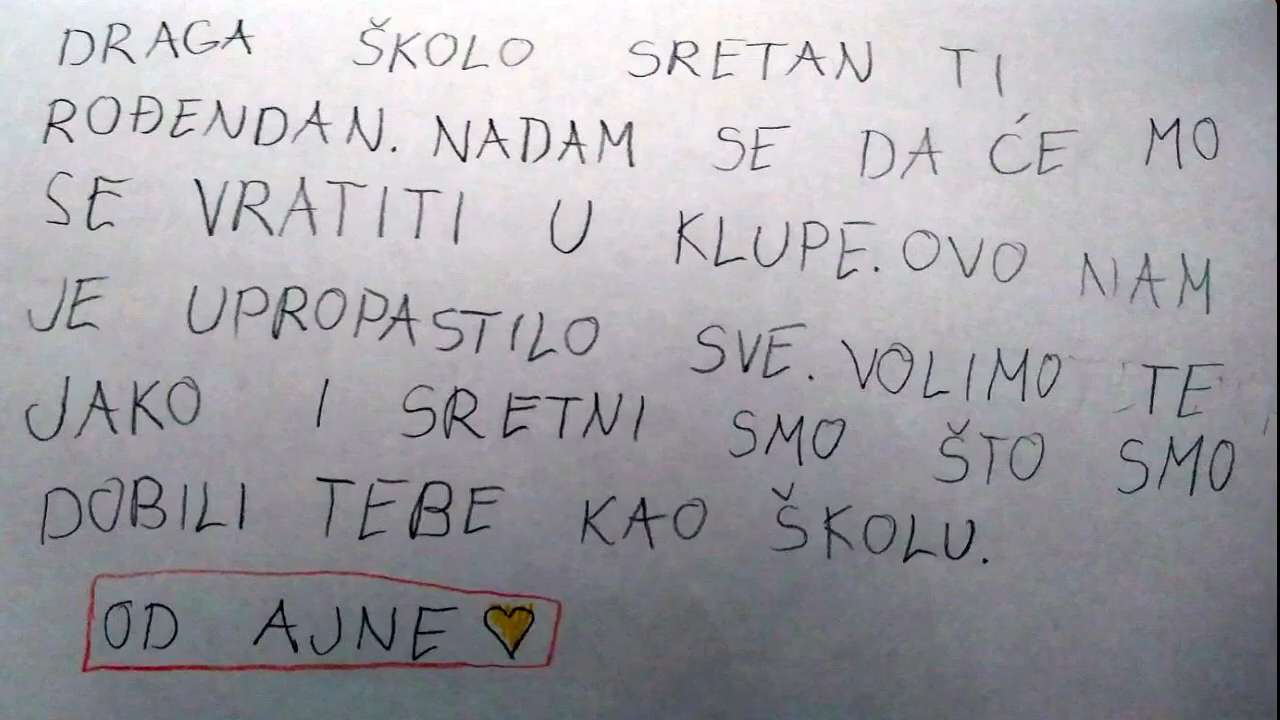 DRAGA ŠKOLO SRETAN TI
ROĐENDAN. NADAM SE DA ĆE MO
SE VRATITI U KLUPE. OVO NAM
JE UPROPASTILO SVE. VOLIMO TE
JAKO I SRETNI SMO ŠTO SMO
DOBILI TEBE KAO ŠKOLU.
OD AJNE